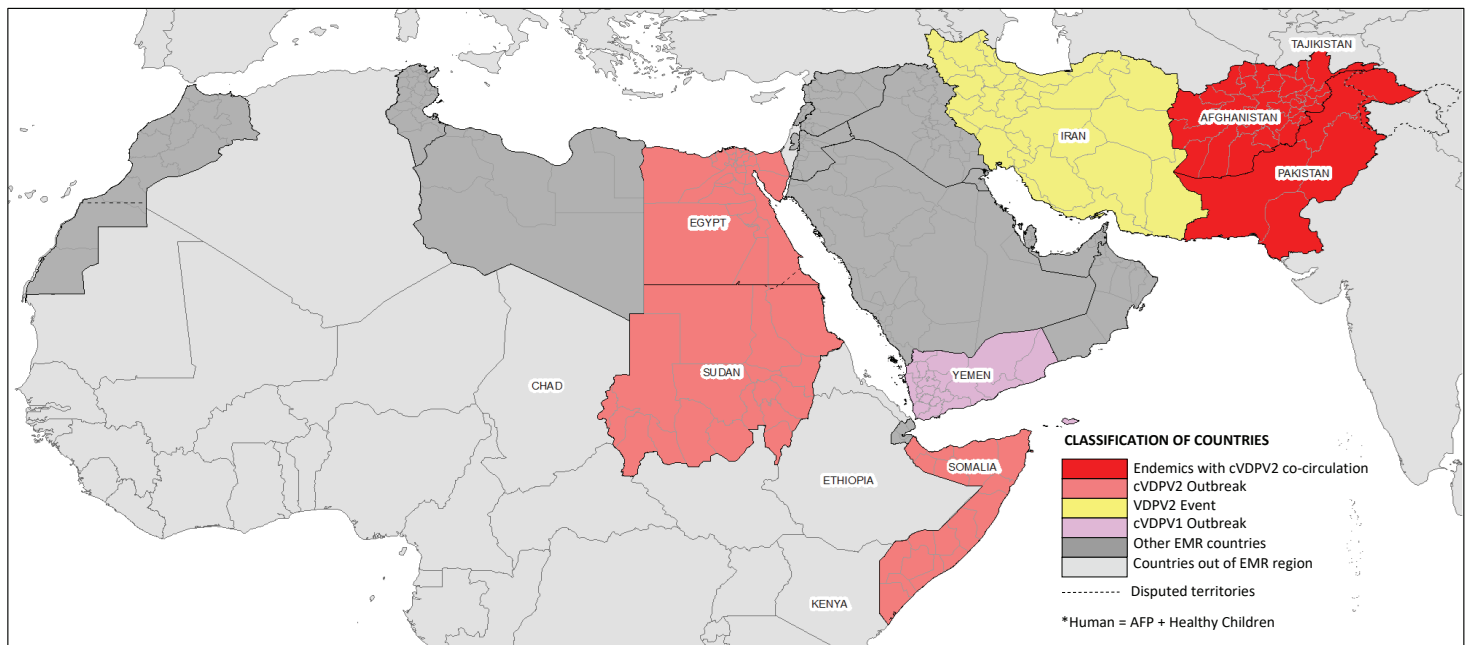 TAJIKISTAN
AFGHANISTAN
IRAN
PAKISTAN
EGYPT
SUDAN
CHAD
YEMEN
SOMALIA
ETHIOPIA
KENYA
CLASSIFICATION OF COUNTRIES
Endemics with cVDPV2 co-circulation
cVDPV2 Outbreak
VDPV2 Event
cVDPV1 Outbreak
Other EMR countries
Countries out of EMR region
Disputed territories
*Human = AFP + Healthy Children